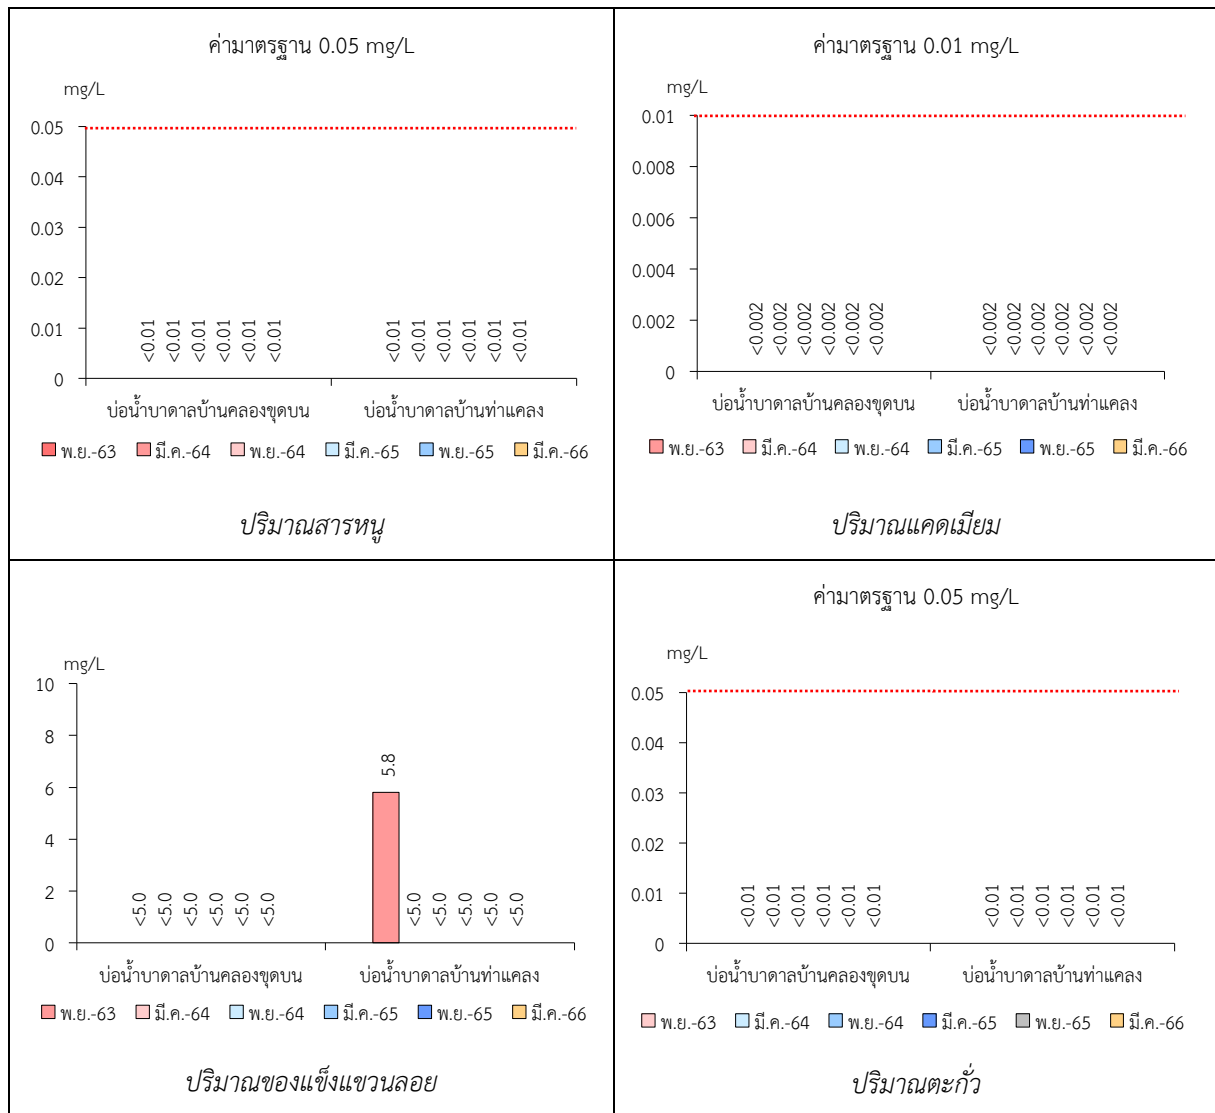 ค่ามาตรฐาน 0.05 mg/L
mg/L
0.05
0.04
0.03
0.02
0.01
0
<0.01 <0.01 <0.01 <0.01 <0.01 <0.01 <0.01 <0.01 <0.01 <0.01 <0.01 <0.01
บ่อน้ำบาดาลบ้านคลองขุดบน บ่อน้ำบาดาลบ้านท่าแคลง
พ.ย.-63 มี.ค.-64 พ.ย.-64 มี.ค.-65 พ.ย.-65 มี.ค.-66
ปริมาณสารหนู
ค่ามาตรฐาน 0.01 mg/L
mg/L
0.01
0.008
0.006
0.004
0.002
0
<0.002 <0.002 <0.002 <0.002 <0.002 <0.002 <0.002 <0.002 <0.002 <0.002 <0.002 <0.002
บ่อน้ำบาดาลบ้านคลองขุดบน บ่อน้ำบาดาลบ้านท่าแคลง
พ.ย.-63 มี.ค.-64 พ.ย.-64 มี.ค.-65 พ.ย.-65 มี.ค.-66
ปริมาณแคดเมียม
mg/L
10
8
6
4
2
0
<5.0 <5.0 <5.0 <5.0 <5.0 <5.0 5.8 <5.0 <5.0 <5.0 <5.0 <5.0
บ่อน้ำบาดาลบ้านคลองขุดบน บ่อน้ำบาดาลบ้านท่าแคลง
พ.ย.-63 มี.ค.-64 พ.ย.-64 มี.ค.-65 พ.ย.-65 มี.ค.-66
ปริมาณของแข็งแขวนลอย
ค่ามาตรฐาน 0.05 mg/L
mg/L
0.05
0.04
0.03
0.02
0.01
0
<0.01 <0.01 <0.01 <0.01 <0.01 <0.01 <0.01 <0.01 <0.01 <0.01 <0.01 <0.01
บ่อน้ำบาดาลบ้านคลองขุดบน บ่อน้ำบาดาลบ้านท่าแคลง
พ.ย.-63 มี.ค.-64 พ.ย.-64 มี.ค.-65 พ.ย.-65 มี.ค.-66
ปริมาณตะกั่ว